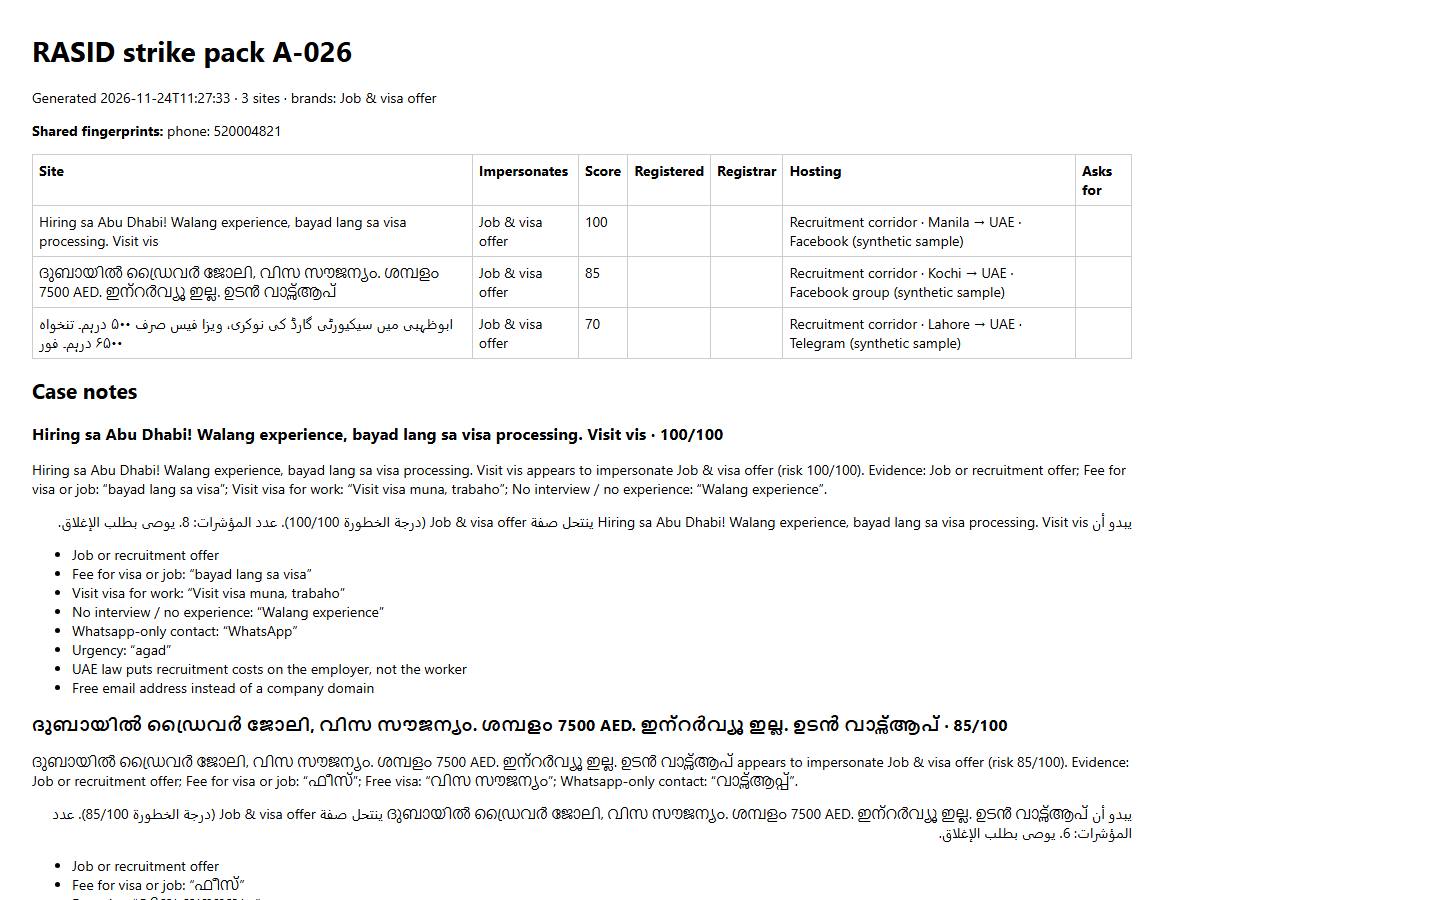 RASID strike pack A-026
Generated 2026-11-24T11:27:33 · 3 sites · brands: Job & visa offer
Shared fingerprints: phone: 520004821
Site Impersonates Score Registered Registrar Hosting Asks for
Hiring sa Abu Dhabi! Walang experience, bayad lang sa visa processing. Visit vis
Job & visa offer
100
Recruitment corridor · Manila → UAE · Facebook (synthetic sample)
ദുബായിൽ ഡ്രൈവർ ജോലി, വിസ സൗജന്യം. ശമ്പളം 7500 AED. ഇന്റർവ്യൂ ഇല്ല. ഉടൻ വാട്സ്ആപ്
Job & visa offer
85
Recruitment corridor · Kochi → UAE · Facebook group (synthetic sample)
ابوظہبی میں سیکیورٹی گارڈ کی نوکری، ویزا فیس صرف ۵۰۰ درہم۔ تنخواہ ۶۵۰۰ درہم۔ فور
Job & visa offer
70
Recruitment corridor · Lahore → UAE · Telegram (synthetic sample)
Case notes
Hiring sa Abu Dhabi! Walang experience, bayad lang sa visa processing. Visit vis · 100/100
Hiring sa Abu Dhabi! Walang experience, bayad lang sa visa processing. Visit vis appears to impersonate Job & visa offer (risk 100/100). Evidence: Job or recruitment offer; Fee for
visa or job: “bayad lang sa visa”; Visit visa for work: “Visit visa muna, trabaho”; No interview / no experience: “Walang experience”.
يبدو أن Hiring sa Abu Dhabi! Walang experience, bayad lang sa visa processing. Visit vis ينتحل صفة Job & visa offer (درجة الخطورة 100/100). عدد المؤشرات: 8. يوصى بطلب الإغلاق.
• Job or recruitment offer
• Fee for visa or job: “bayad lang sa visa”
• Visit visa for work: “Visit visa muna, trabaho”
• No interview / no experience: “Walang experience”
• Whatsapp-only contact: “WhatsApp”
• Urgency: “agad”
• UAE law puts recruitment costs on the employer, not the worker
• Free email address instead of a company domain
ദുബായിൽ ഡ്രൈവർ ജോലി, വിസ സൗജന്യം. ശമ്പളം 7500 AED. ഇന്റർവ്യൂ ഇല്ല. ഉടൻ വാട്സ്ആപ് · 85/100
ദുബായിൽ ഡ്രൈവർ ജോലി, വിസ സൗജന്യം. ശമ്പളം 7500 AED. ഇന്റർവ്യൂ ഇല്ല. ഉടൻ വാട്സ്ആപ് appears to impersonate Job & visa offer (risk 85/100). Evidence:
Job or recruitment offer; Fee for visa or job: “ഫീസ്”; Free visa: “വിസ സൗജന്യം”; Whatsapp-only contact: “വാട്സ്ആപ്പ്”.
يبدو أن ദുബായിൽ ഡ്രൈവർ ജോലി, വിസ സൗജന്യം. ശമ്പളം 7500 AED. ഇന്റർവ്യൂ ഇല്ല. ഉടൻ വാട്സ്ആപ് ينتحل صفة Job & visa offer (درجة الخطورة 85/100). عدد
المؤشرات: 6. يوصى بطلب الإغلاق.
• Job or recruitment offer
• Fee for visa or job: “ഫീസ്”